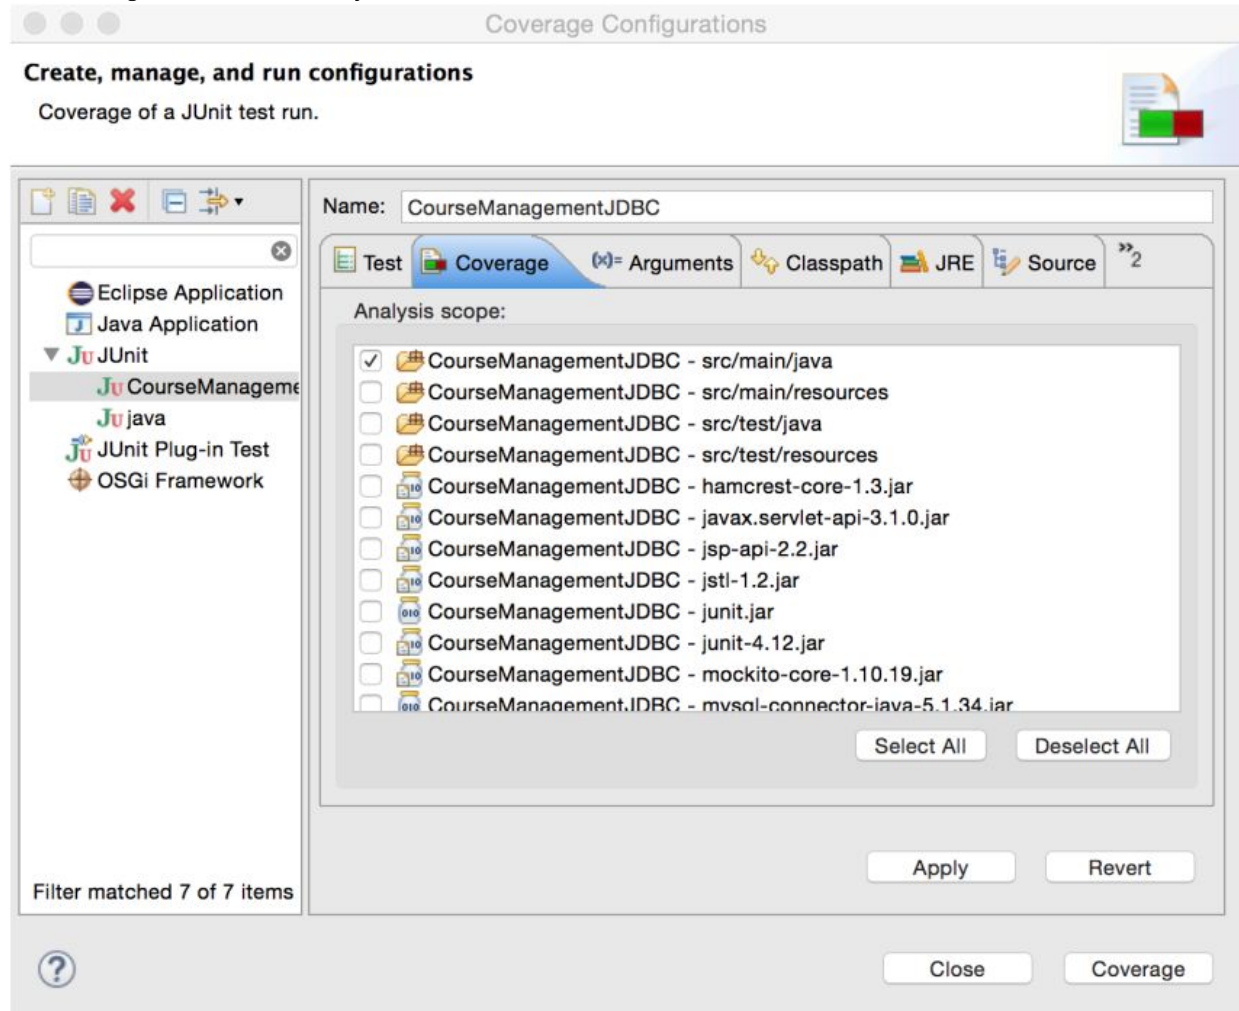 Coverage Configurations
Create, manage, and run configurations
Coverage of a JUnit test run.
Name: CourseManagementJDBC
Test Coverage (x)= Arguments Classpath JRE Source »2
Eclipse Application
Java Application
JUnit
CourseManageme
java
JUnit Plug-in Test
OSGi Framework
Filter matched 7 of 7 items
Analysis scope:
CourseManagementJDBC - src/main/java
CourseManagementJDBC - src/main/resources
CourseManagementJDBC - src/test/java
CourseManagementJDBC - src/test/resources
CourseManagementJDBC - hamcrest-core-1.3.jar
CourseManagementJDBC - javax.servlet-api-3.1.0.jar
CourseManagementJDBC - jsp-api-2.2.jar
CourseManagementJDBC - jstl-1.2.jar
CourseManagementJDBC - junit.jar
CourseManagementJDBC - junit-4.12.jar
CourseManagementJDBC - mockito-core-1.10.19.jar
CourseManagementJDBC - mysql-connector-java-5.1.34.jar
Select All Deselect All
Apply Revert
Close Coverage